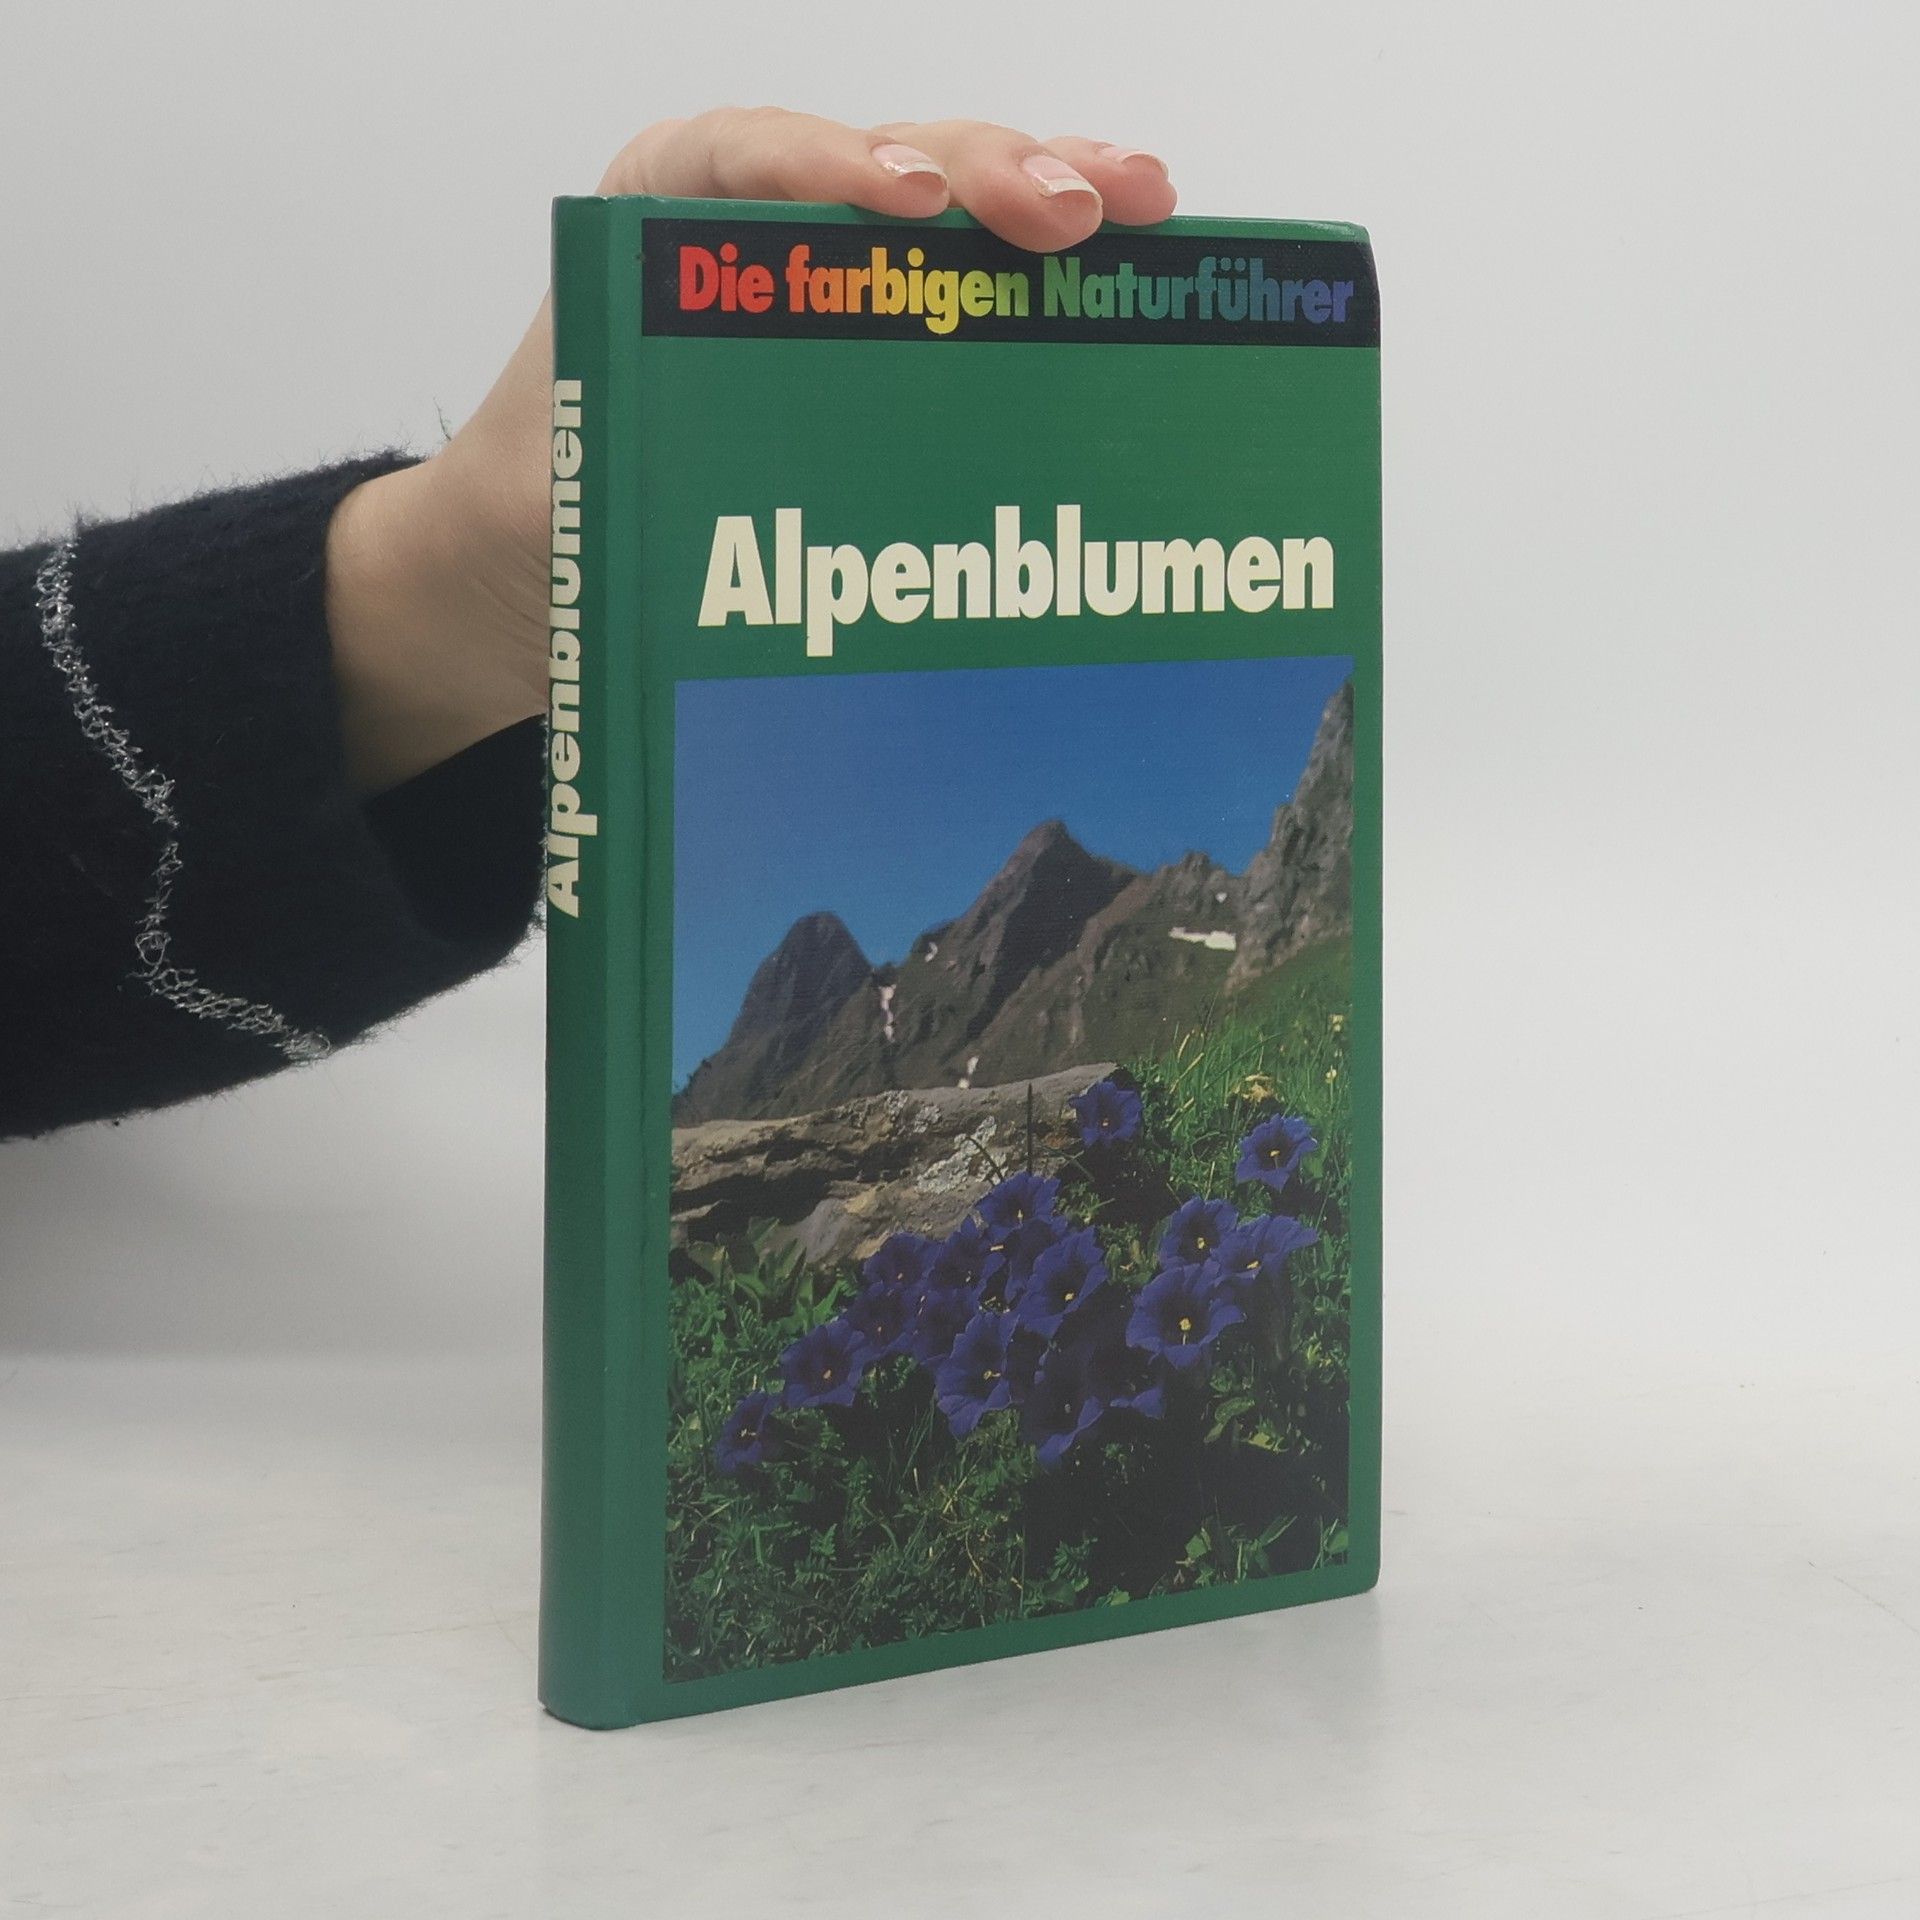 Die farbigen Naturführer
Alpenblumen
Alpenblumen